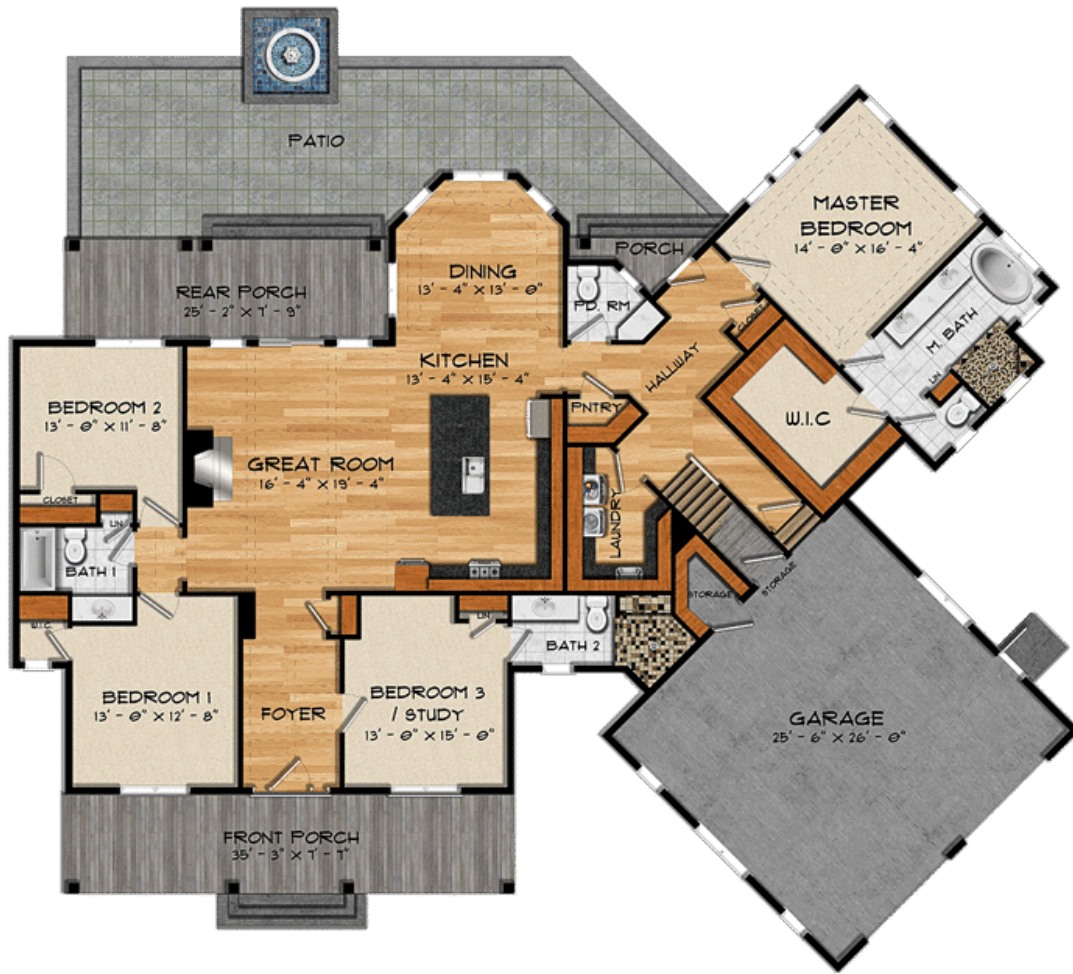 PATIO
MASTER
BEDROOM
14' - 0" X 16' - 4"
PORCH
DINING
13' - 4" X 13' - 0"
PD. RM
REAR PORCH
25' - 2" X 7' - 9"
CLOSET
M. BATH
KITCHEN
13' - 4" X 15' - 4"
HALLWAY
LIN
BEDROOM 2
13' - 0" X 11' - 8"
PNTRY
W.I.C
GREAT ROOM
16' - 4" X 19' - 4"
CLOSET
LIN
LAUNDRY
BATH 1
STORAGE
STORAGE
W.I.C.
LIN
BATH 2
BEDROOM 1
13' - 0" X 12' - 8"
FOYER
BEDROOM 3
/ STUDY
13' - 0" X 15' - 0"
GARAGE
25' - 6" X 26' - 0"
FRONT PORCH
35' - 3" X 7' - 7"